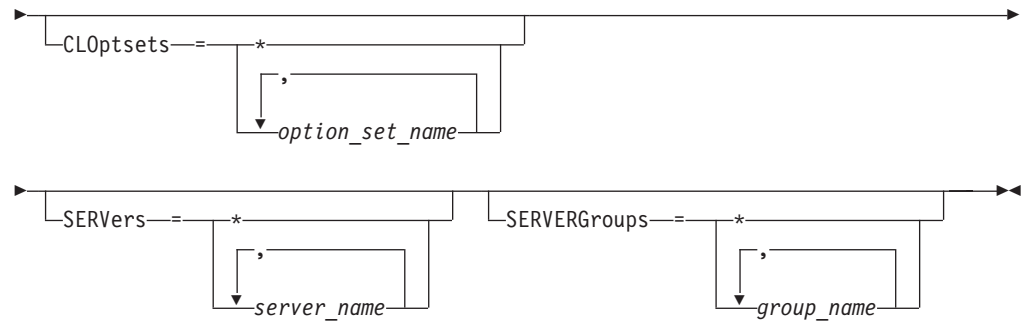 CLOptsets = *
,
option_set_name
SERVers = * SERVERGroups = *
, ,
server_name group_name